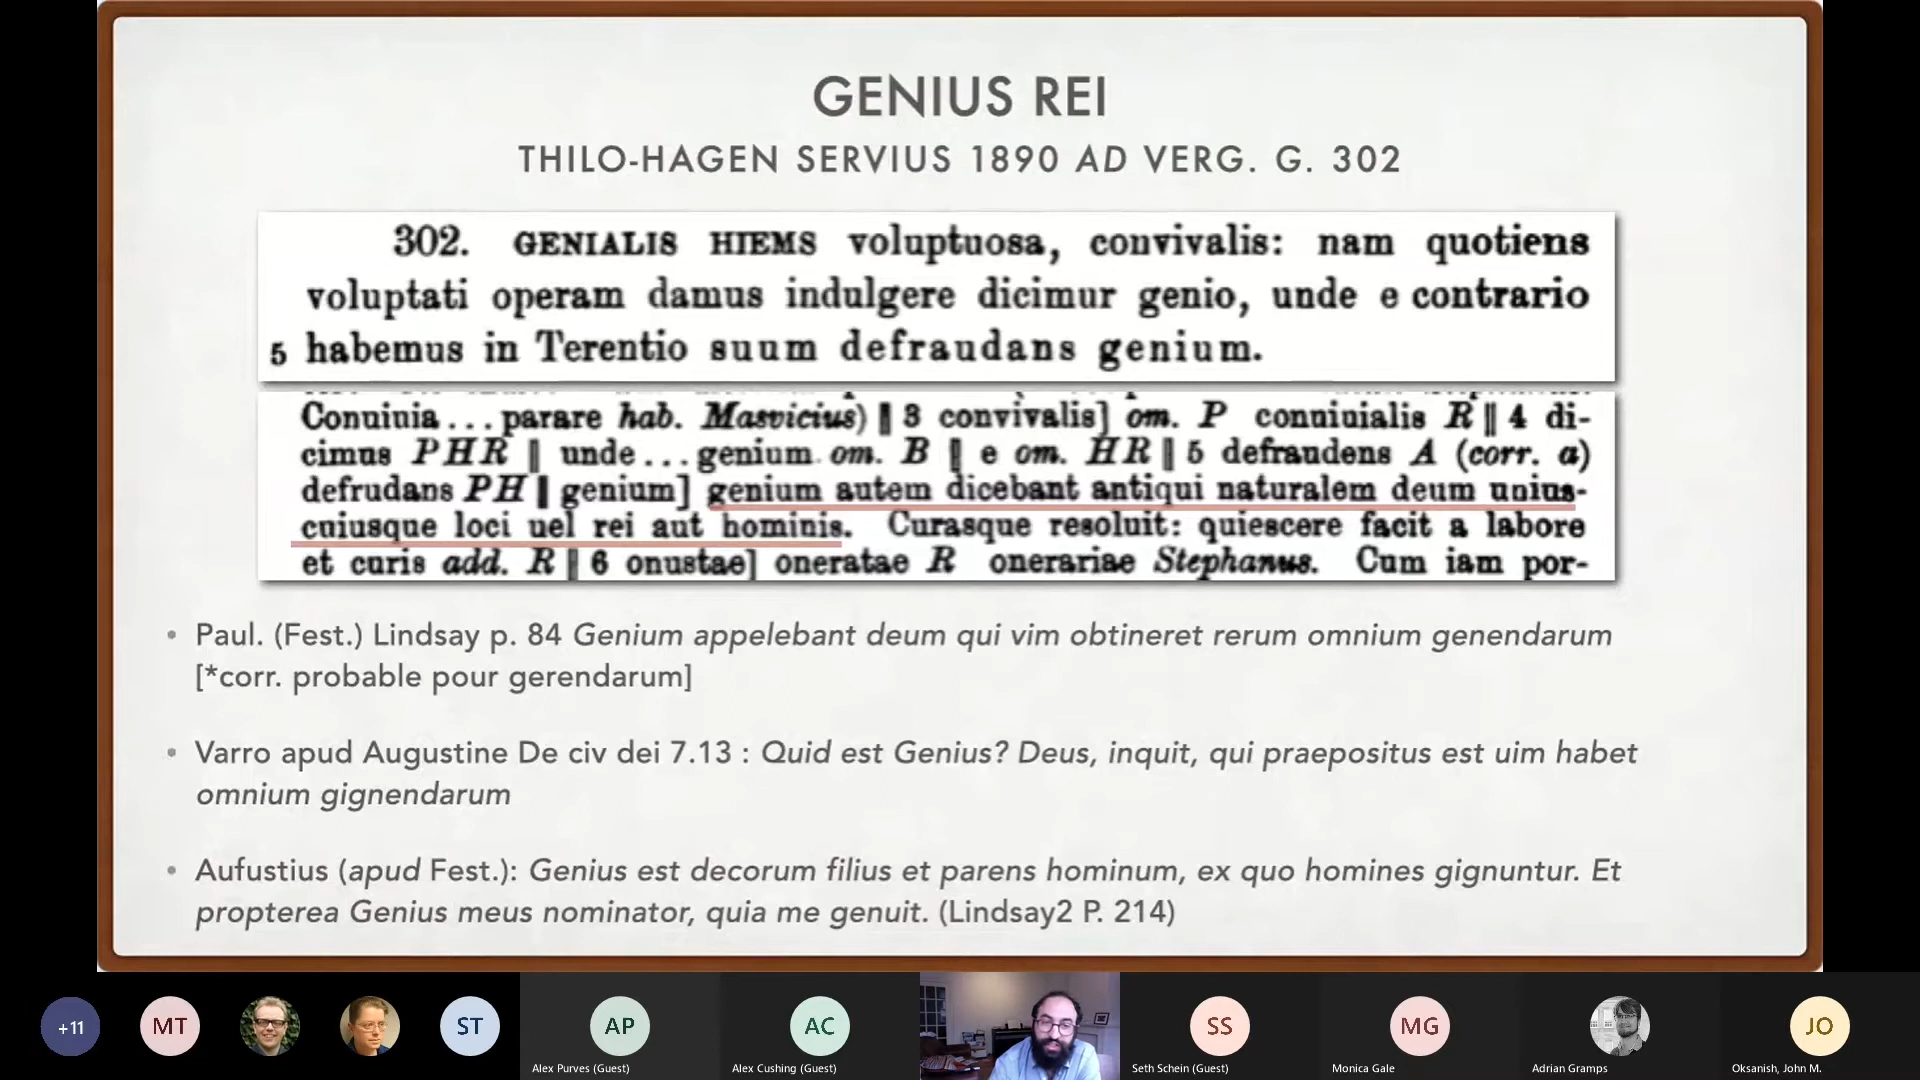 GENIUS REI
THILO-HAGEN SERVIUS 1890 AD VERG. G. 302
302. GENIALIS HIEMS voluptuosa, convivalis: nam quotiens
voluptati operam damus indulgere dicimur genio, unde e contrario
5 habemus in Terentio suum defraudans genium.
Conuiuia...parare hab. Masvicius) ‖ 3 convivalis] om. P conuiuialis R ‖ 4 di-
cimus PHR ‖ unde...genium om. B ‖ e om. HR ‖ 5 defraudens A (corr. a)
defrudans PH ‖ genium] genium autem dicebant antiqui naturalem deum unius-
cuiusque loci uel rei aut hominis. Curasque resoluit: quiescere facit a labore
et curis add. R ‖ 6 onustae] oneratae R onerariae Stephanus. Cum iam por-
• Paul. (Fest.) Lindsay p. 84 Genium appelebant deum qui vim obtineret rerum omnium genendarum
[*corr. probable pour gerendarum]
• Varro apud Augustine De civ dei 7.13 : Quid est Genius? Deus, inquit, qui praepositus est uim habet
omnium gignendarum
• Aufustius (apud Fest.): Genius est decorum filius et parens hominum, ex quo homines gignuntur. Et
propterea Genius meus nominator, quia me genuit. (Lindsay2 P. 214)
+11 MT ST AP AC SS MG JO
Alex Purves (Guest) Alex Cushing (Guest) Seth Schein (Guest) Monica Gale Adrian Gramps Oksanish, John M.